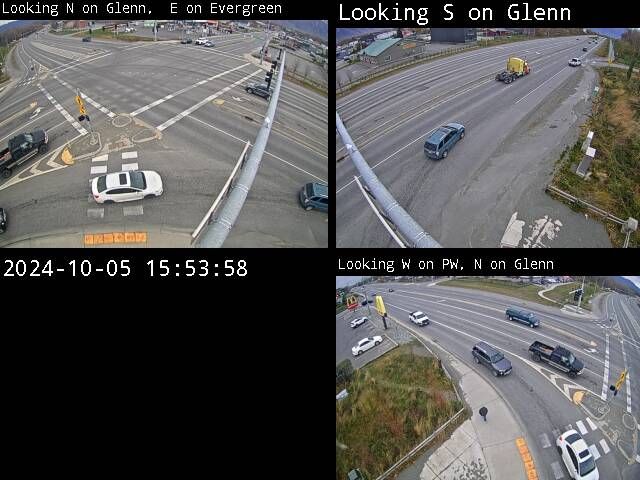 Looking N on Glenn, E on Evergreen
Looking S on Glenn
2024-10-05 15:53:58
Looking W on PW, N on Glenn